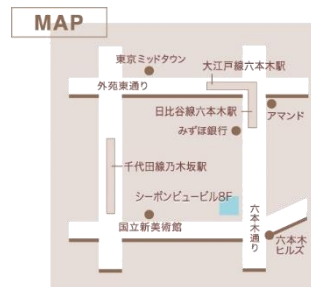 MAP
大江戸線六本木駅
東京ミッドタウン
外苑東通り
日比谷線六本木駅
アマンド
みずほ銀行
千代田線乃木坂駅
シーボンビュービル8F
国立新美術館
六本木通り
六本木
ヒルズ